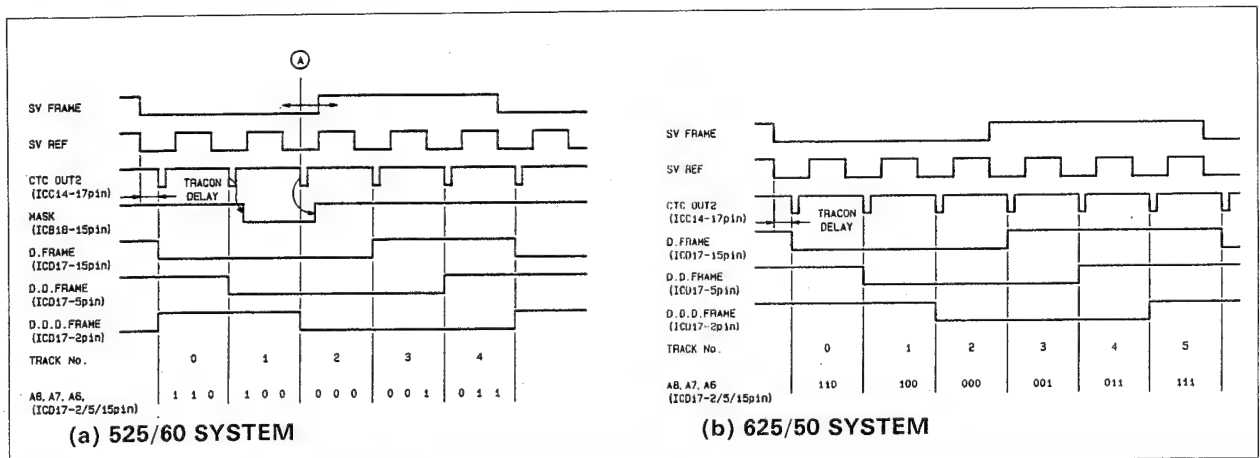 A
SV FRAME
SV REF
CTC OUT2
(ICC14-17pin)
TRACON
DELAY
MASK
(ICB18-15pin)
D.FRAME
(ICD17-15pin)
D.D.FRAME
(ICD17-5pin)
D.D.D.FRAME
(ICD17-2pin)
TRACK No. 0 1 2 3 4
A8, A7, A6, 1 1 0 1 0 0 0 0 0 0 0 1 0 1 1
(ICD17-2/5/15pin)
(a) 525/60 SYSTEM
SV FRAME
SV REF
CTC OUT2
(ICC14-17pin)
TRACON
DELAY
D.FRAME
(ICD17-15pin)
D.D.FRAME
(ICD17-5pin)
D.D.D.FRAME
(ICD17-2pin)
TRACK No. 0 1 2 3 4 5
A8, A7, A6 110 100 000 001 011 111
(ICD17-2/5/15pin)
(b) 625/50 SYSTEM